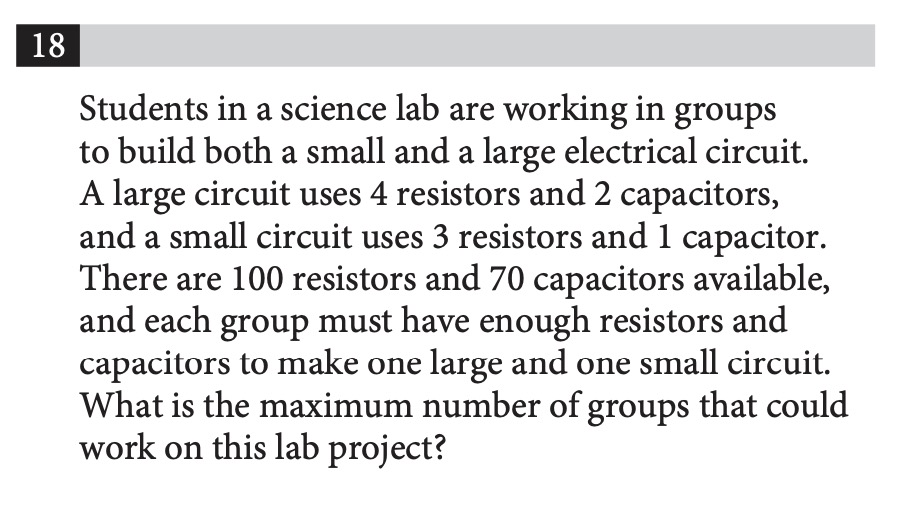 18
Students in a science lab are working in groups
to build both a small and a large electrical circuit.
A large circuit uses 4 resistors and 2 capacitors,
and a small circuit uses 3 resistors and 1 capacitor.
There are 100 resistors and 70 capacitors available,
and each group must have enough resistors and
capacitors to make one large and one small circuit.
What is the maximum number of groups that could
work on this lab project?